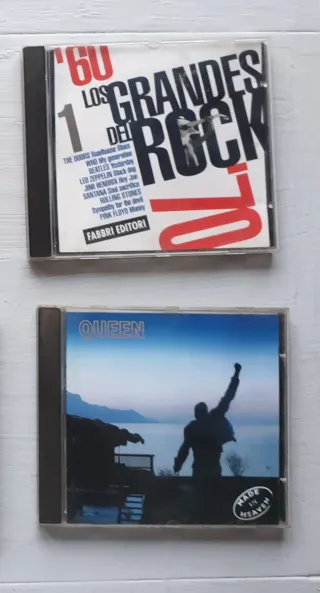 '60
1
LOS GRANDES
DEL ROCK
THE DOORS Roadhouse Blues
WHO My generation
BEATLES Yesterday
LED ZEPPELIN Black dog
JIMI HENDRIX Hey Joe
SANTANA Soul sacrifice
ROLLING STONES
Sympathy for the devil
PINK FLOYD Money
FABBRI EDITORI
'70
QUEEN
MADE
IN
HEAVEN